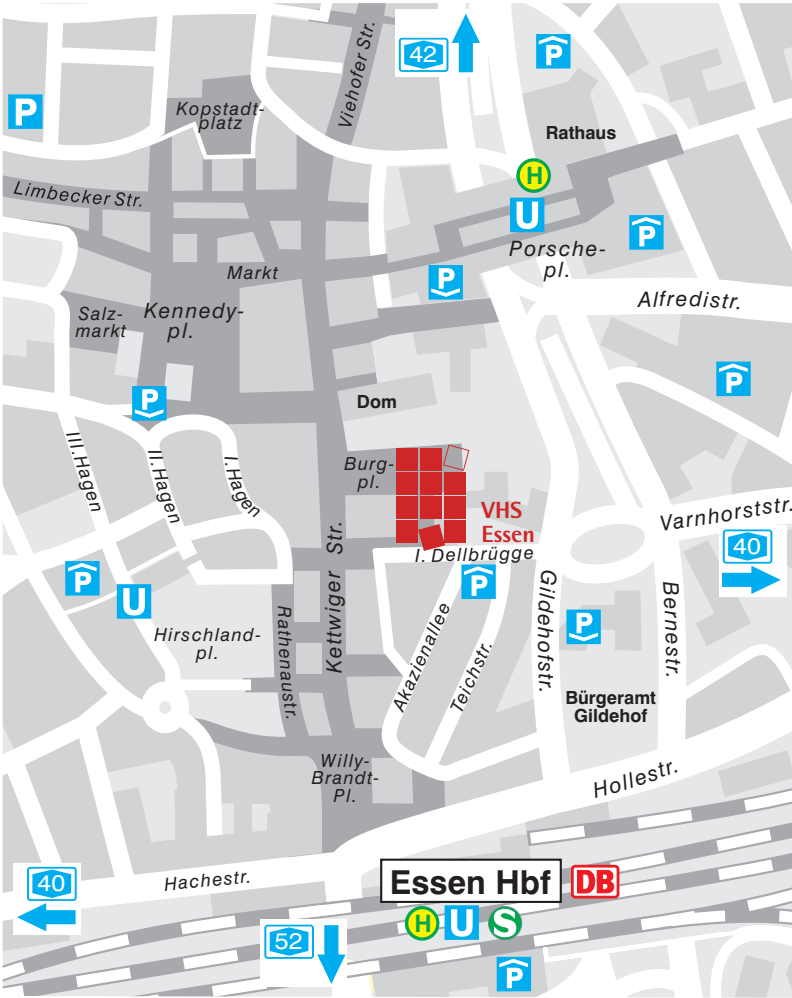 42
P
Viehofer Str.
Kopstadt-
platz
P
Rathaus
H
Limbecker Str.
U
P
Porsche-
pl.
Markt
P
Alfredistr.
Salz-
markt
Kennedy-
pl.
P
P
Dom
III.Hagen
II.Hagen
I.Hagen
Burg-
pl.
VHS
Essen
Varnhorststr.
40
I. Dellbrügge
P
U
P
Kettwiger Str.
Gildehofstr.
P
Bernestr.
Hirschland-
pl.
Rathenaustr.
Akazienallee
Teichstr.
Bürgeramt
Gildehof
Willy-
Brandt-
Pl.
Hollestr.
Hachestr.
40
Essen Hbf
DB
H
U
S
52
P